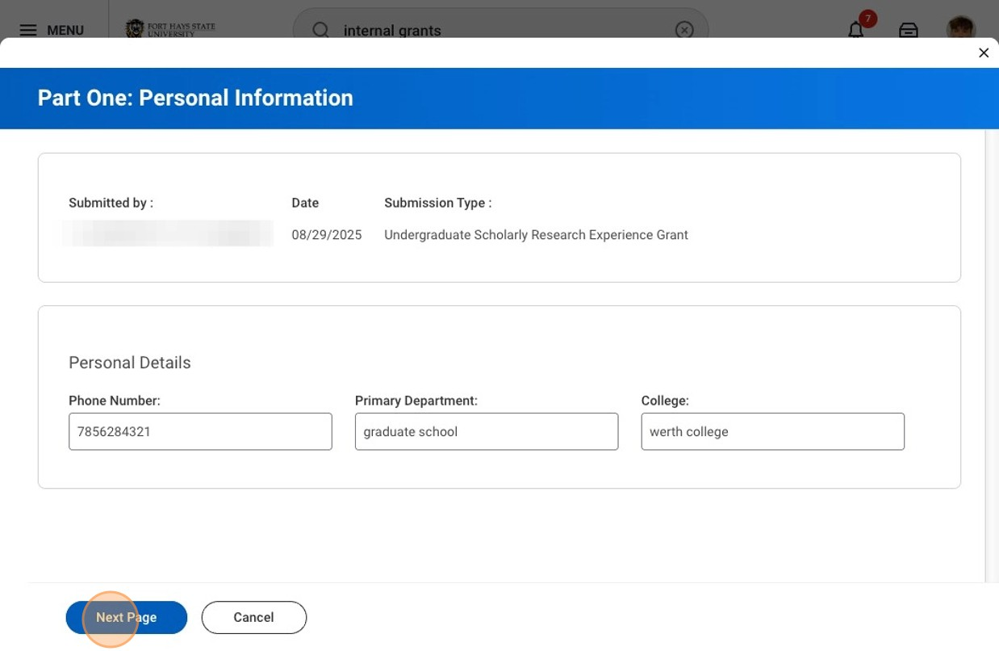 MENU
FORT HAYS STATE
UNIVERSITY
internal grants
7
Part One: Personal Information
Submitted by :
Date
Submission Type :
08/29/2025
Undergraduate Scholarly Research Experience Grant
Personal Details
Phone Number:
Primary Department:
College:
7856284321
graduate school
werth college
Next Page
Cancel